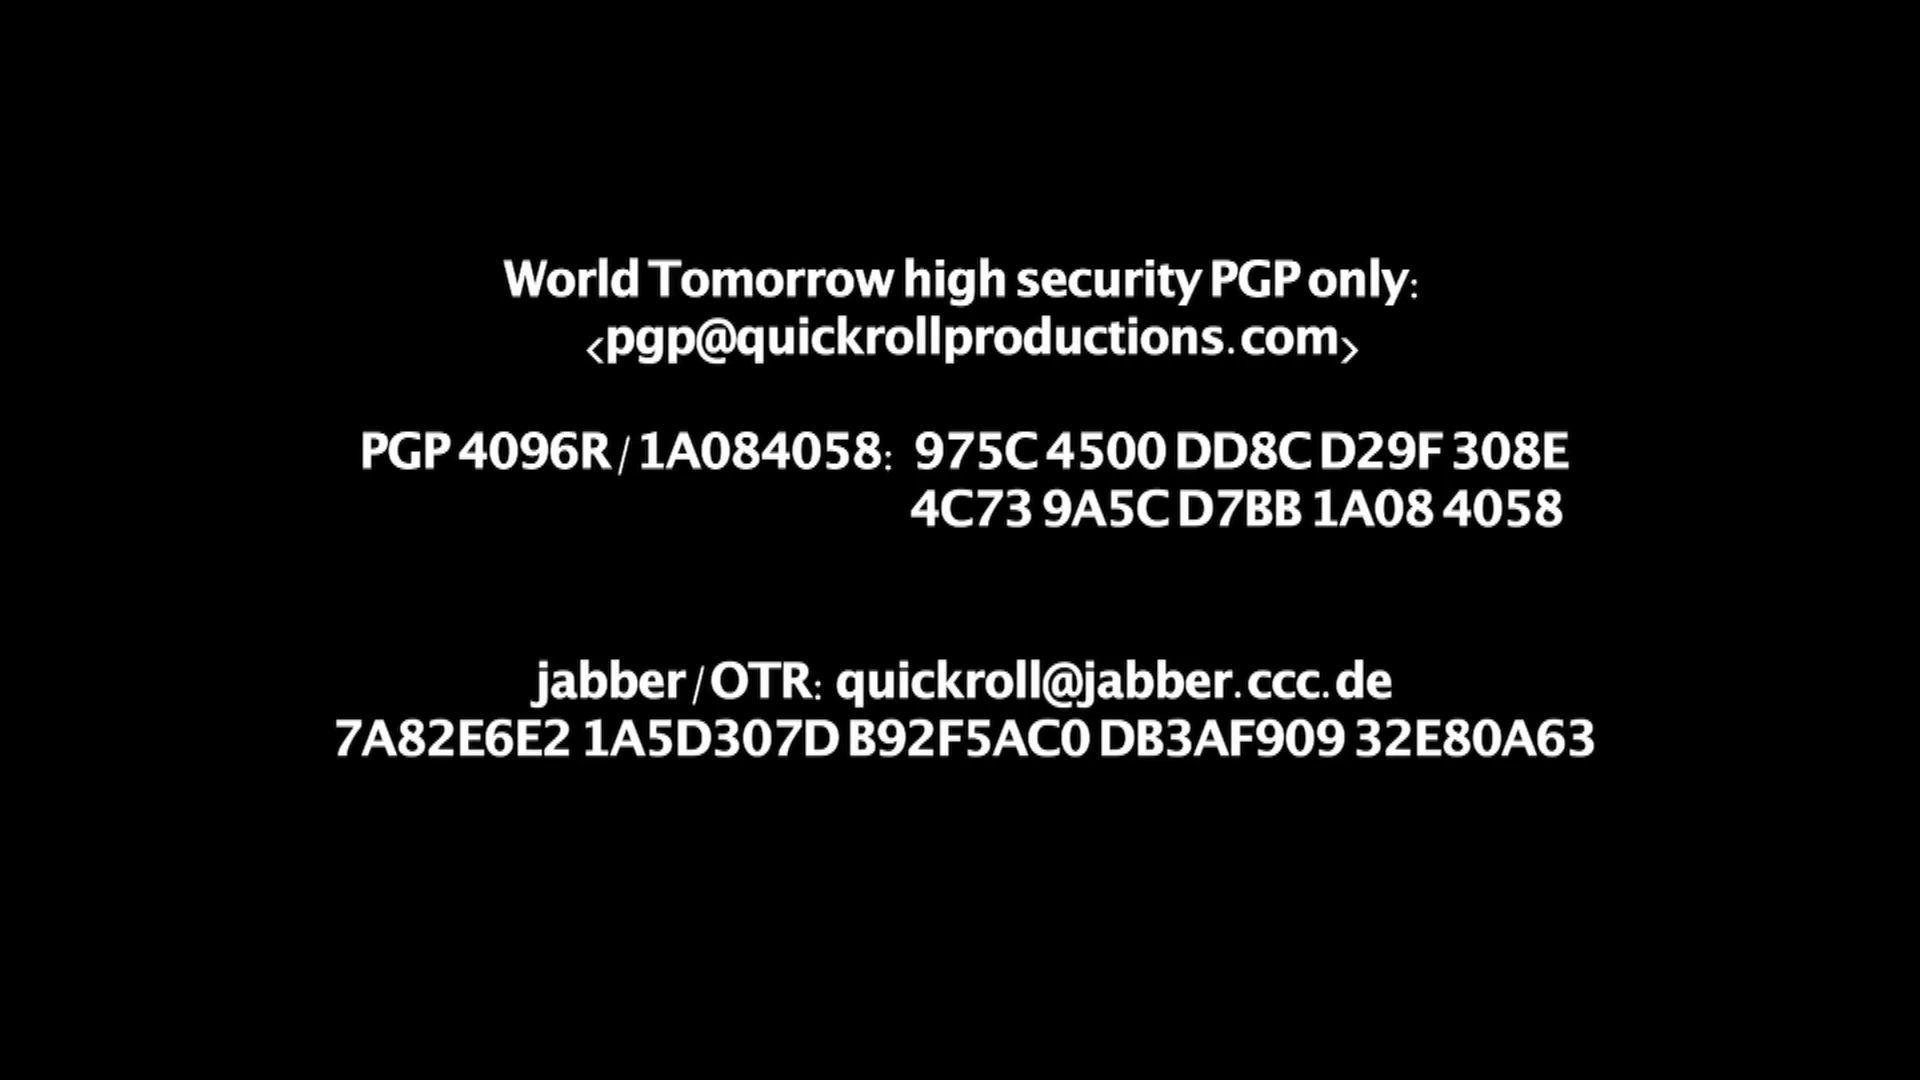 World Tomorrow high security PGP only:
<pgp@quickrollproductions.com>
PGP 4096R/1A084058: 975C 4500 DD8C D29F 308E
4C73 9A5C D7BB 1A08 4058
jabber/OTR: quickroll@jabber.ccc.de
7A82E6E2 1A5D307D B92F5AC0 DB3AF909 32E80A63